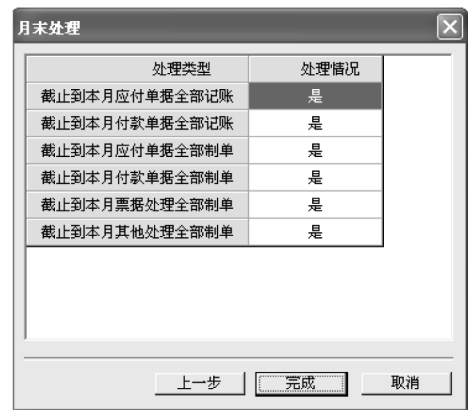 月末处理
处理类型 处理情况
截止到本月应付单据全部记账 是
截止到本月付款单据全部记账 是
截止到本月应付单据全部制单 是
截止到本月付款单据全部制单 是
截止到本月票据处理全部制单 是
截止到本月其他处理全部制单 是
上一步 完成 取消